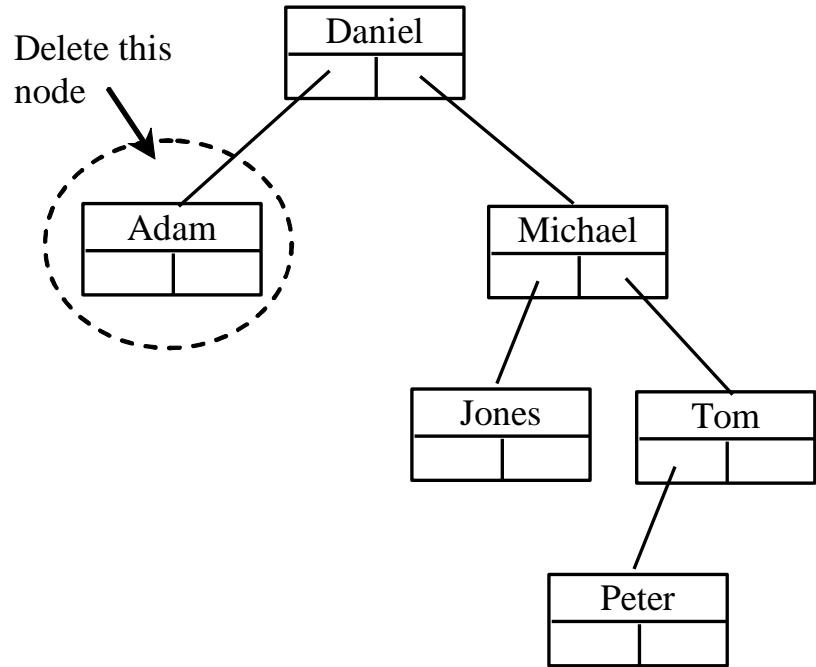 Daniel
Delete this
node
Adam
Michael
Jones
Tom
Peter